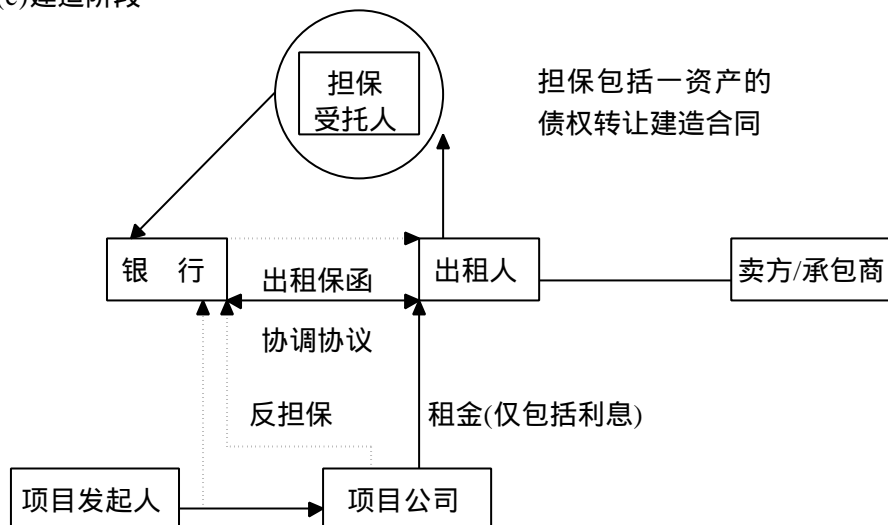 (e)建造阶段
担保
受托人
担保包括一资产的
债权转让建造合同
银 行
出租保函
出租人
卖方/承包商
协调协议
反担保
租金(仅包括利息)
项目发起人
项目公司